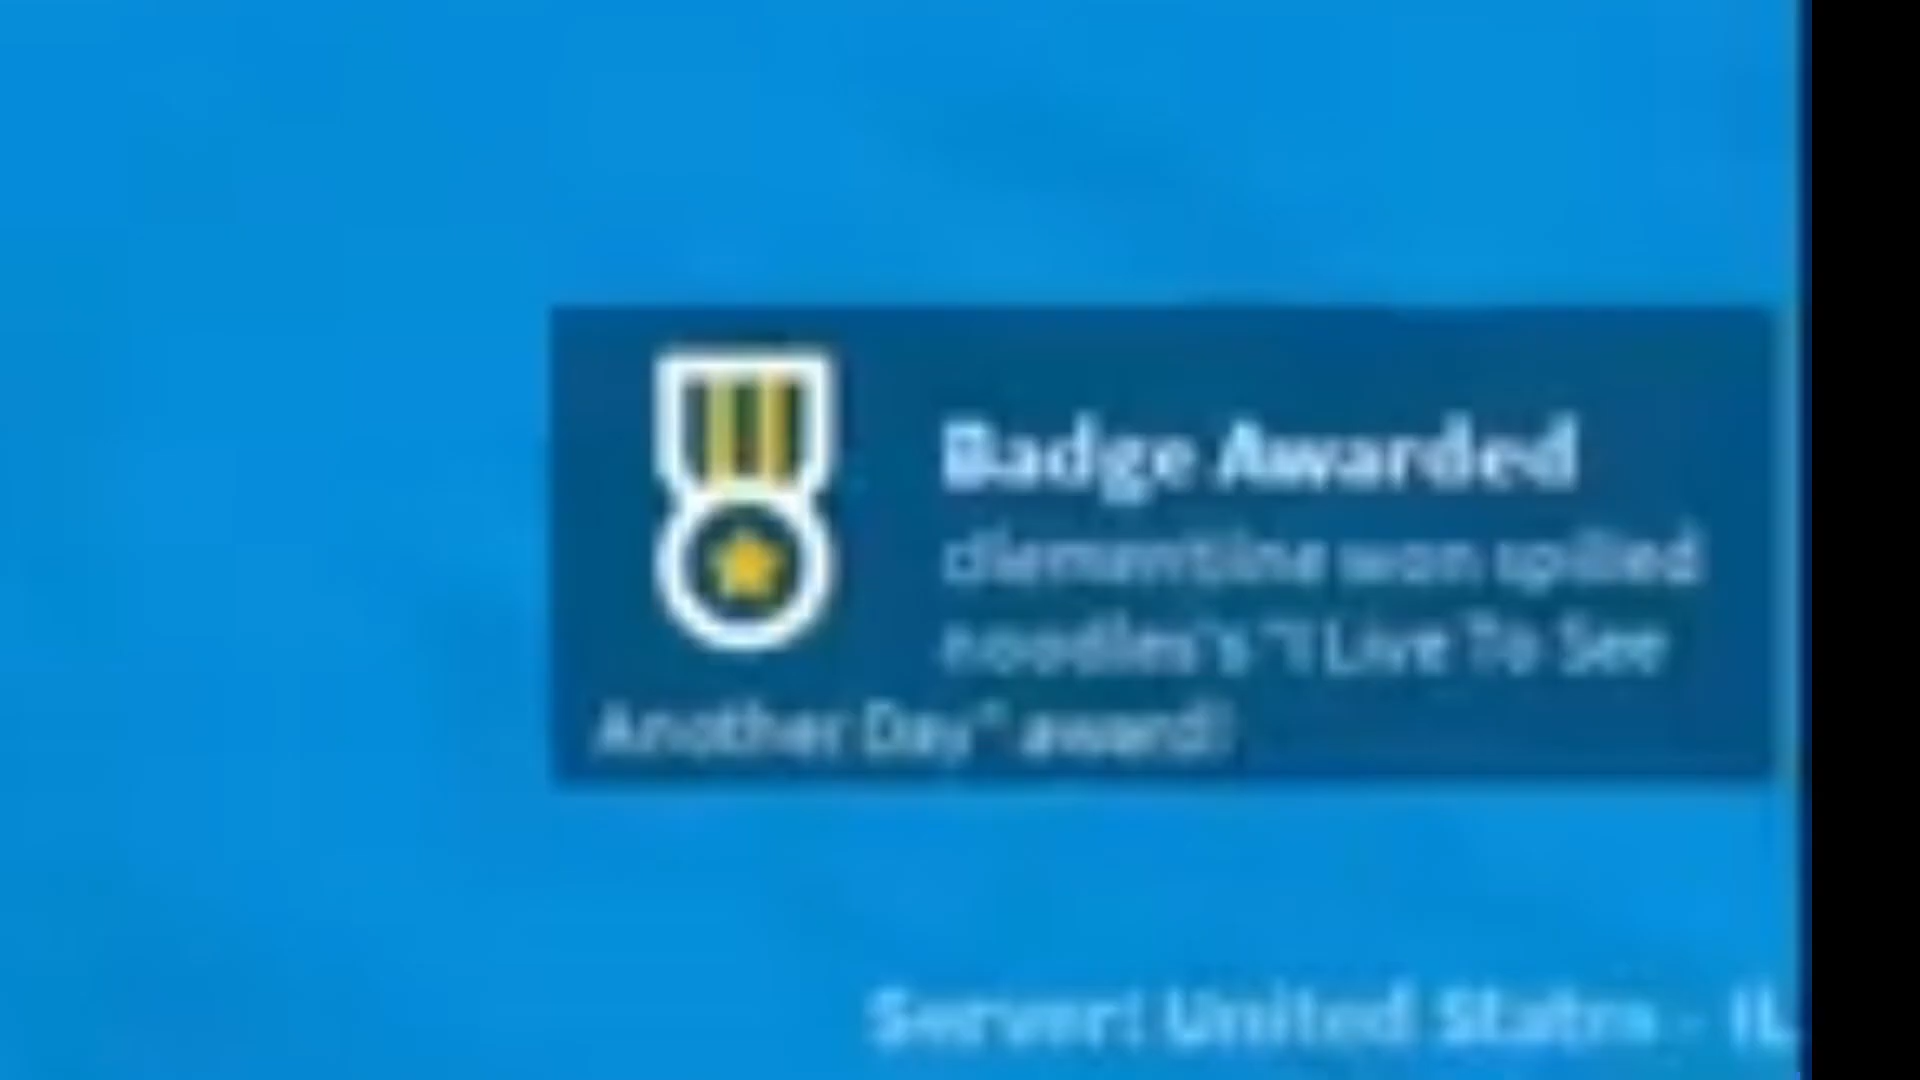 Badge Awarded
clementine won spilled
noodles's "I Live To See
Another Day" award!
Server: United States - IL